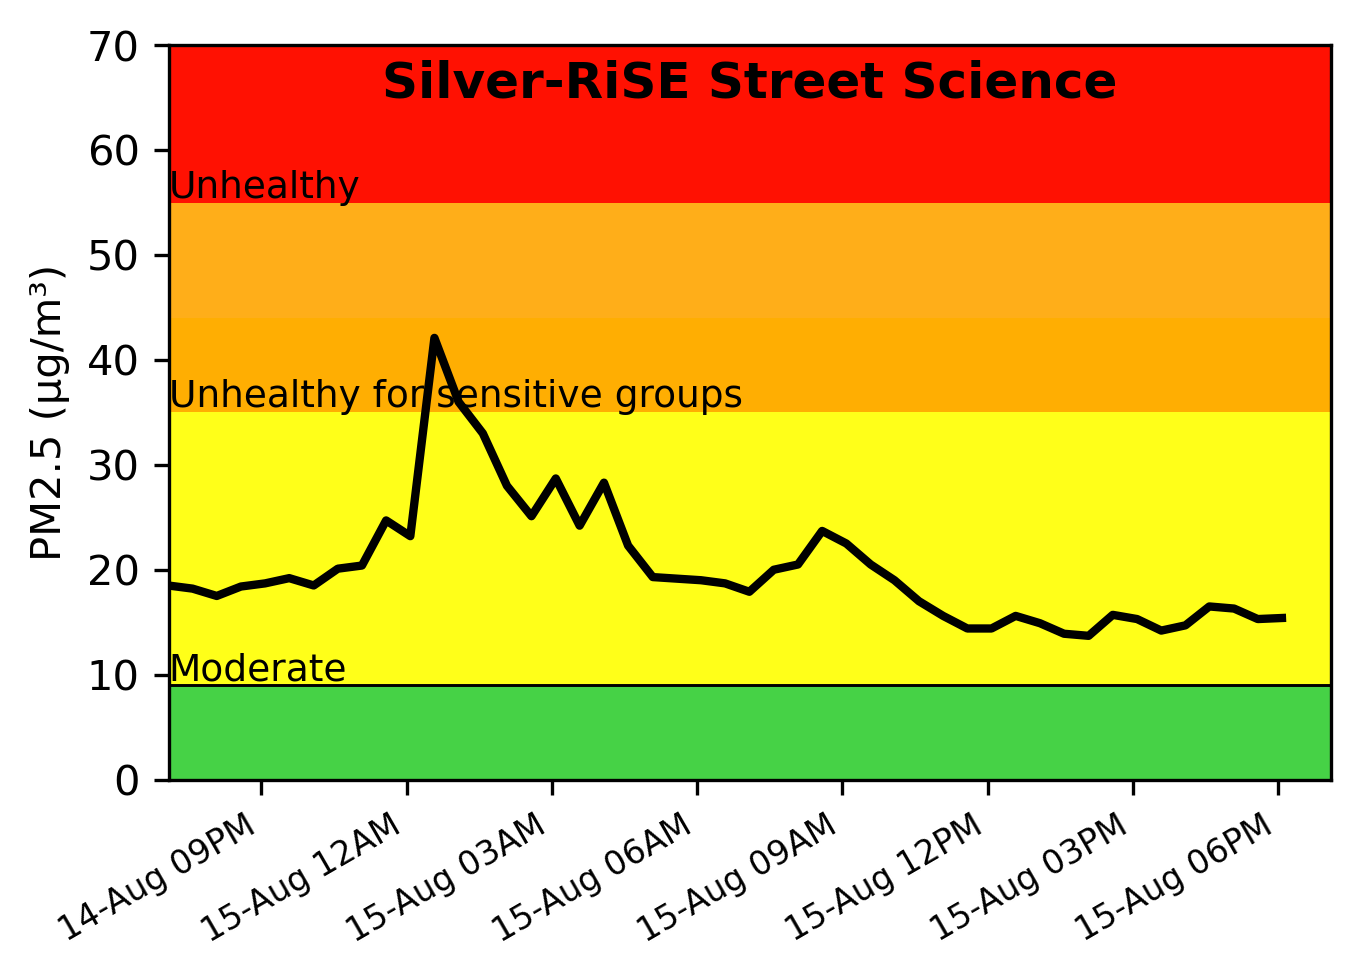 Silver-RiSE Street Science
PM2.5 (µg/m³)
70
60
Unhealthy
50
40
Unhealthy for sensitive groups
30
20
Moderate
10
0
14-Aug 09PM
15-Aug 12AM
15-Aug 03AM
15-Aug 06AM
15-Aug 09AM
15-Aug 12PM
15-Aug 03PM
15-Aug 06PM